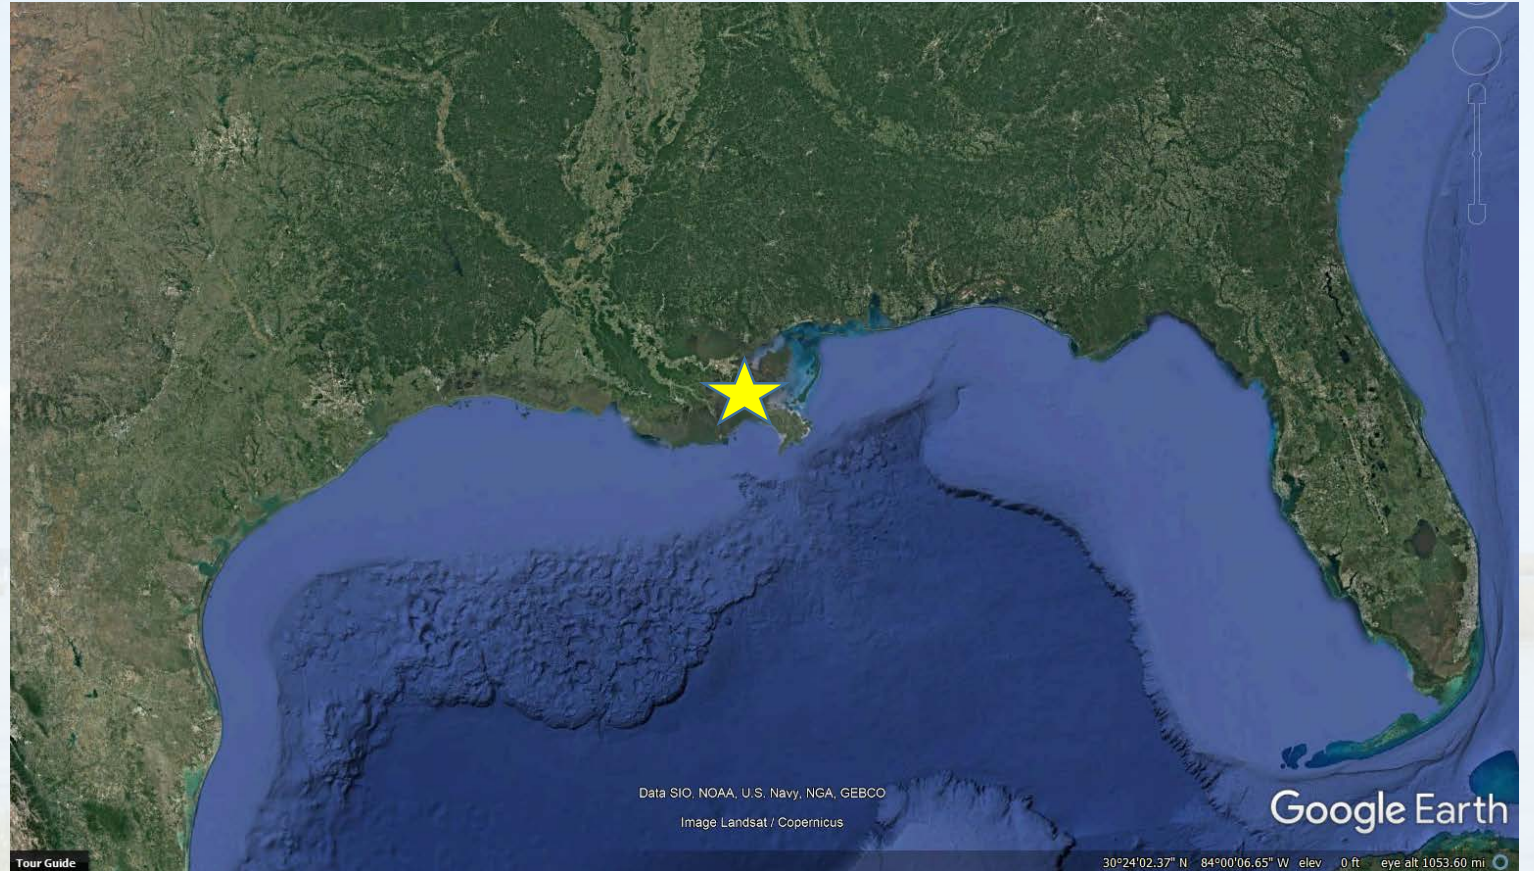 Data SIO, NOAA, U.S. Navy, NGA, GEBCO
Image Landsat / Copernicus
Google Earth
Tour Guide
30°24'02.37" N 84°00'06.65" W elev 0 ft eye alt 1053.60 mi